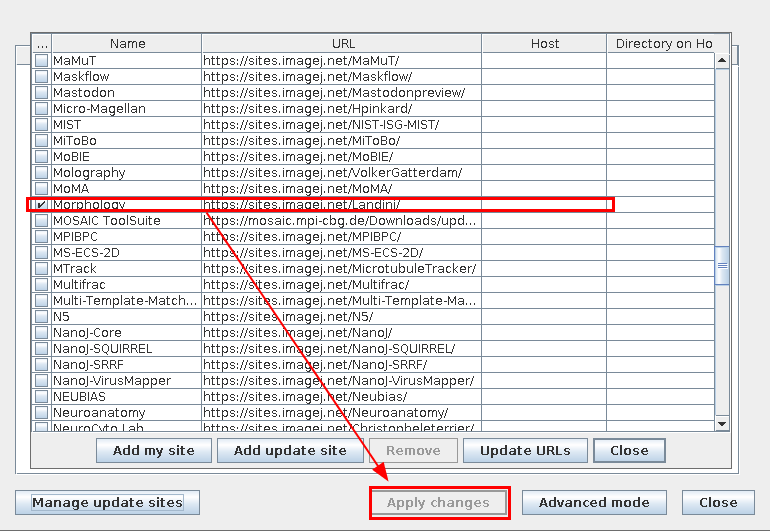 ... Name URL Host Directory on Ho
MaMuT https://sites.imagej.net/MaMuT/
Maskflow https://sites.imagej.net/Maskflow/
Mastodon https://sites.imagej.net/Mastodonpreview/
Micro-Magellan https://sites.imagej.net/Hpinkard/
MIST https://sites.imagej.net/NIST-ISG-MIST/
MiToBo https://sites.imagej.net/MiToBo/
MoBIE https://sites.imagej.net/MoBIE/
Molography https://sites.imagej.net/VolkerGatterdam/
MoMA https://sites.imagej.net/MoMA/
Morphology https://sites.imagej.net/Landini/
MOSAIC ToolSuite https://mosaic.mpi-cbg.de/Downloads/upd...
MPIBPC https://sites.imagej.net/MPIBPC/
MS-ECS-2D https://sites.imagej.net/MS-ECS-2D/
MTrack https://sites.imagej.net/MicrotubuleTracker/
Multifrac https://sites.imagej.net/Multifrac/
Multi-Template-Match... https://sites.imagej.net/Multi-Template-Ma...
N5 https://sites.imagej.net/N5/
NanoJ-Core https://sites.imagej.net/NanoJ/
NanoJ-SQUIRREL https://sites.imagej.net/NanoJ-SQUIRREL/
NanoJ-SRRF https://sites.imagej.net/NanoJ-SRRF/
NanoJ-VirusMapper https://sites.imagej.net/NanoJ-VirusMapper/
NEUBIAS https://sites.imagej.net/Neubias/
Neuroanatomy https://sites.imagej.net/Neuroanatomy/
NeuroCyto Lab https://sites.imagej.net/Christopheleterrier/
Add my site Add update site Remove Update URLs Close
Manage update sites Apply changes Advanced mode Close